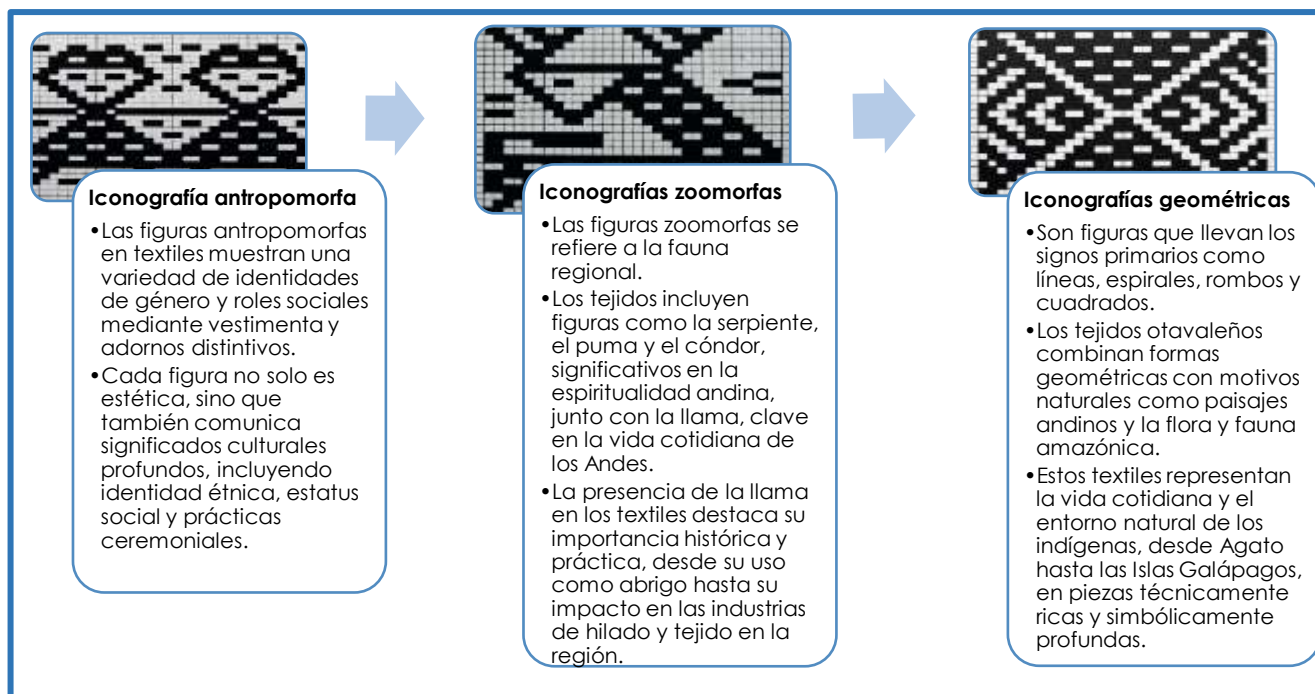 Iconografía antropomorfa
•Las figuras antropomorfas
en textiles muestran una
variedad de identidades
de género y roles sociales
mediante vestimenta y
adornos distintivos.
•Cada figura no solo es
estética, sino que
también comunica
significados culturales
profundos, incluyendo
identidad étnica, estatus
social y prácticas
ceremoniales.
Iconografías zoomorfas
•Las figuras zoomorfas se
refiere a la fauna
regional.
•Los tejidos incluyen
figuras como la serpiente,
el puma y el cóndor,
significativos en la
espiritualidad andina,
junto con la llama, clave
en la vida cotidiana de
los Andes.
•La presencia de la llama
en los textiles destaca su
importancia histórica y
práctica, desde su uso
como abrigo hasta su
impacto en las industrias
de hilado y tejido en la
región.
Iconografías geométricas
•Son figuras que llevan los
signos primarios como
líneas, espirales, rombos y
cuadrados.
•Los tejidos otavaleños
combinan formas
geométricas con motivos
naturales como paisajes
andinos y la flora y fauna
amazónica.
•Estos textiles representan
la vida cotidiana y el
entorno natural de los
indígenas, desde Agato
hasta las Islas Galápagos,
en piezas técnicamente
ricas y simbólicamente
profundas.